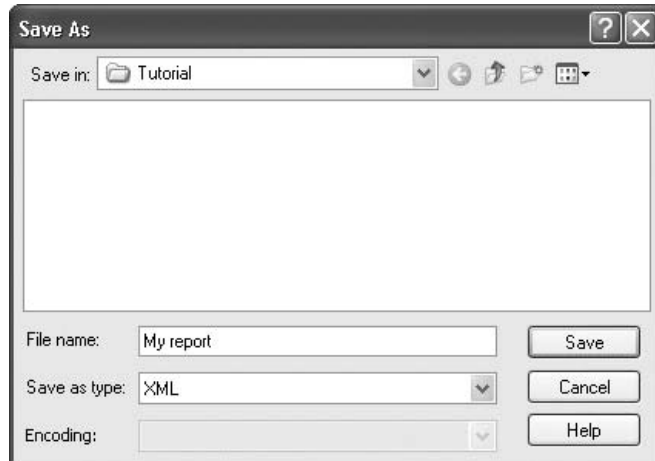 Save As
Save in: Tutorial
File name: My report Save
Save as type: XML Cancel
Encoding: Help